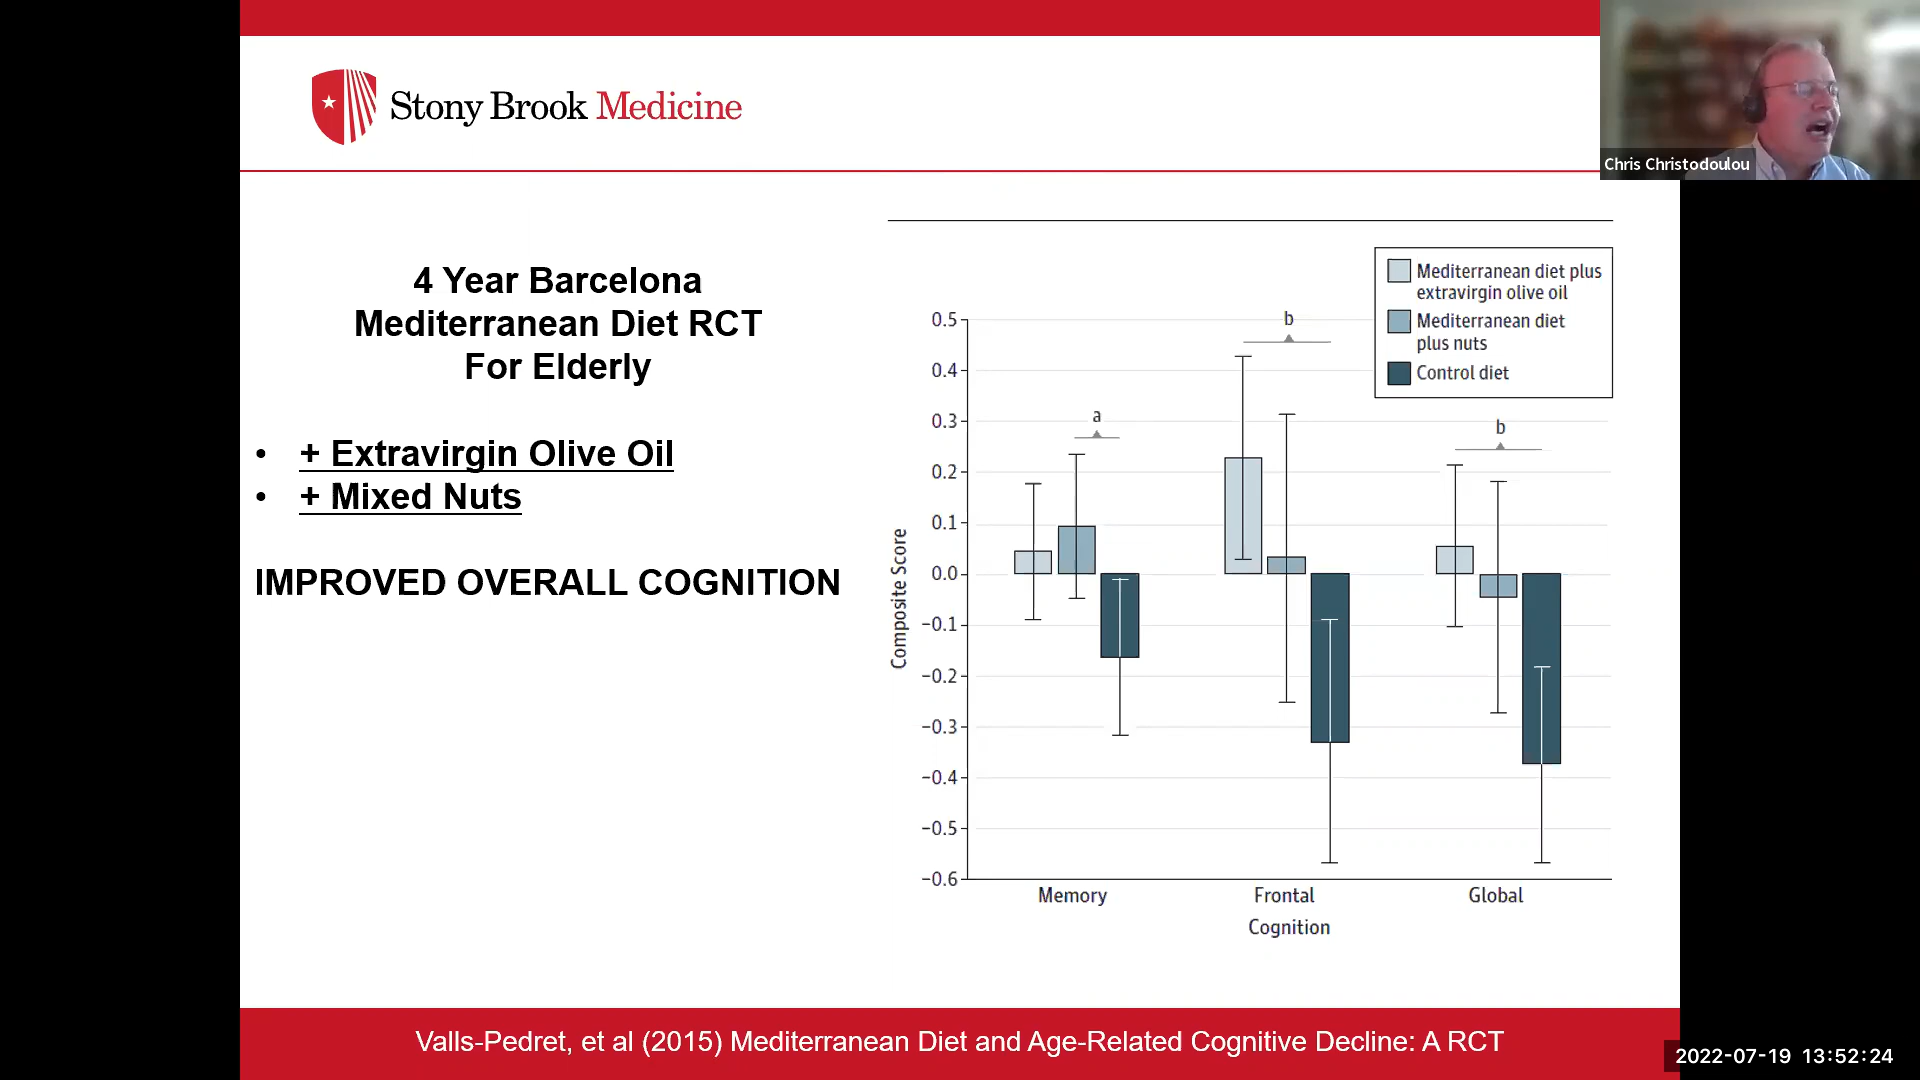 Stony Brook Medicine
Chris Christodoulou
4 Year Barcelona
Mediterranean Diet RCT
For Elderly
• + Extravirgin Olive Oil
• + Mixed Nuts
IMPROVED OVERALL COGNITION
Mediterranean diet plus
extravirgin olive oil
Mediterranean diet
plus nuts
Control diet
Composite Score
0.5
0.4
0.3
0.2
0.1
0.0
−0.1
−0.2
−0.3
−0.4
−0.5
−0.6
a
b
b
Memory
Frontal
Global
Cognition
Valls-Pedret, et al (2015) Mediterranean Diet and Age-Related Cognitive Decline: A RCT
2022-07-19 13:52:24